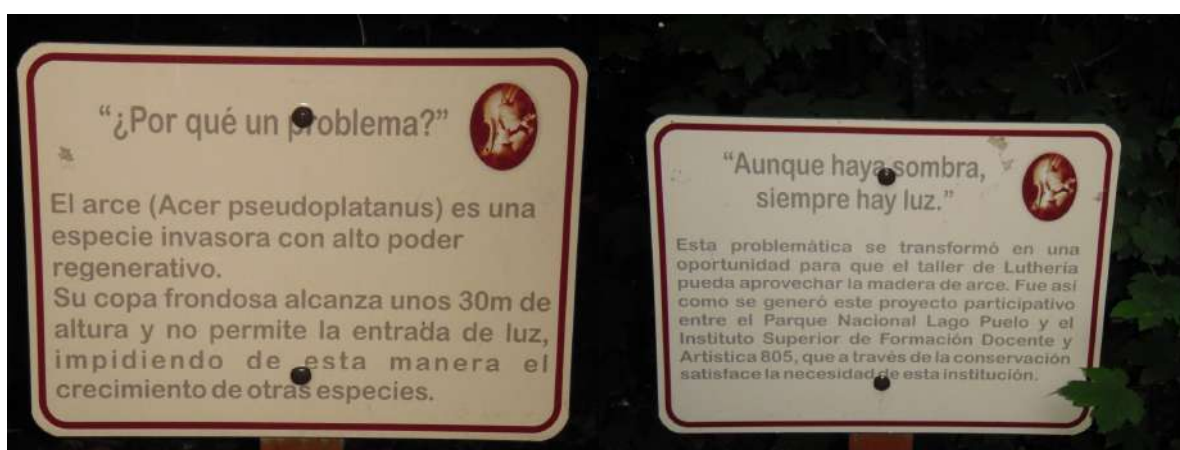 “¿Por qué un problema?”
El arce (Acer pseudoplatanus) es una
especie invasora con alto poder
regenerativo.
Su copa frondosa alcanza unos 30m de
altura y no permite la entrada de luz,
impidiendo de esta manera el
crecimiento de otras especies.
“Aunque haya sombra,
siempre hay luz.”
Esta problemática se transformó en una
oportunidad para que el taller de Luthería
pueda aprovechar la madera de arce. Fue así
como se generó este proyecto participativo
entre el Parque Nacional Lago Puelo y el
Instituto Superior de Formación Docente y
Artística 805, que a través de la conservación
satisface la necesidad de esta institución.